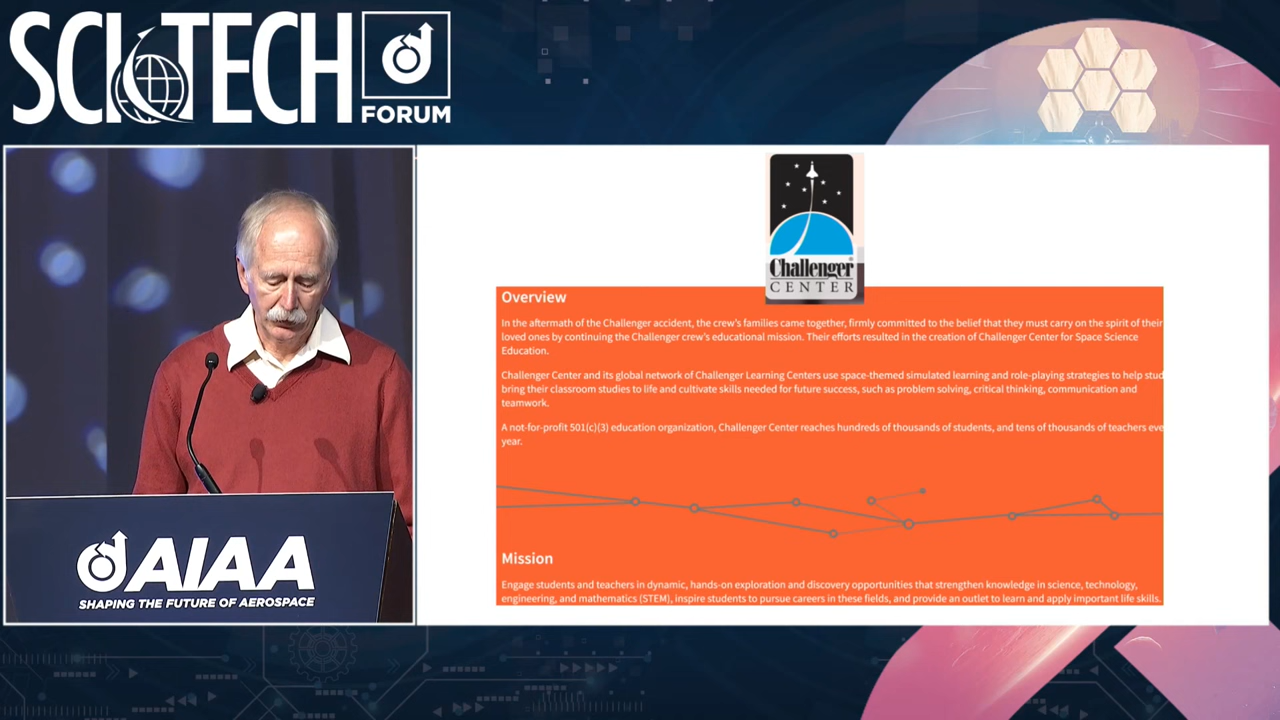 SCITECH
FORUM
Challenger
CENTER
Overview
In the aftermath of the Challenger accident, the crew's families came together, firmly committed to the belief that they must carry on the spirit of their
loved ones by continuing the Challenger crew's educational mission. Their efforts resulted in the creation of Challenger Center for Space Science
Education.
Challenger Center and its global network of Challenger Learning Centers use space-themed simulated learning and role-playing strategies to help stud
bring their classroom studies to life and cultivate skills needed for future success, such as problem solving, critical thinking, communication and
teamwork.
A not-for-profit 501(c)(3) education organization, Challenger Center reaches hundreds of thousands of students, and tens of thousands of teachers eve
year.
Mission
Engage students and teachers in dynamic, hands-on exploration and discovery opportunities that strengthen knowledge in science, technology,
engineering, and mathematics (STEM), inspire students to pursue careers in these fields, and provide an outlet to learn and apply important life skills.
AIAA
SHAPING THE FUTURE OF AEROSPACE